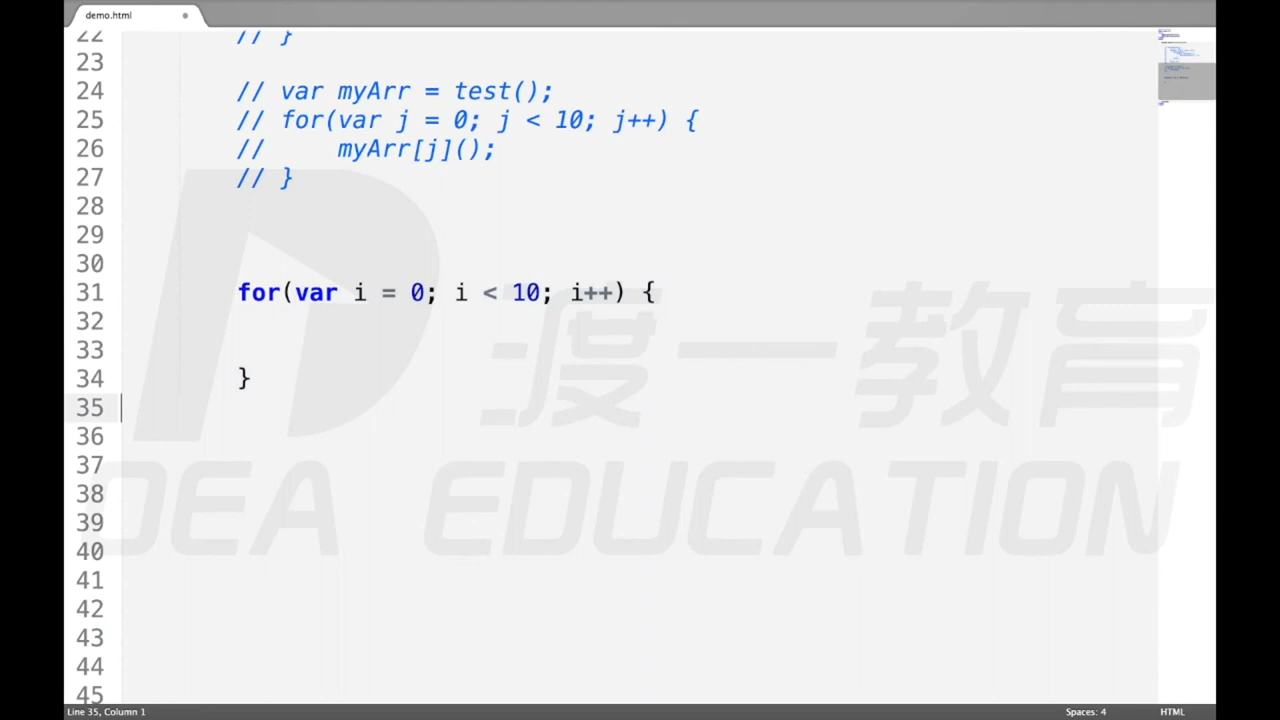 demo.html
22 // }
23
24 // var myArr = test();
25 // for(var j = 0; j < 10; j++) {
26 //     myArr[j]();
27 // }
28
29
30
31 for(var i = 0; i < 10; i++) {
32
33
34 }
35
36
37
38
39
40
41
42
43
44
45
渡一教育
DEA EDUCATION
Line 35, Column 1
Spaces: 4
HTML